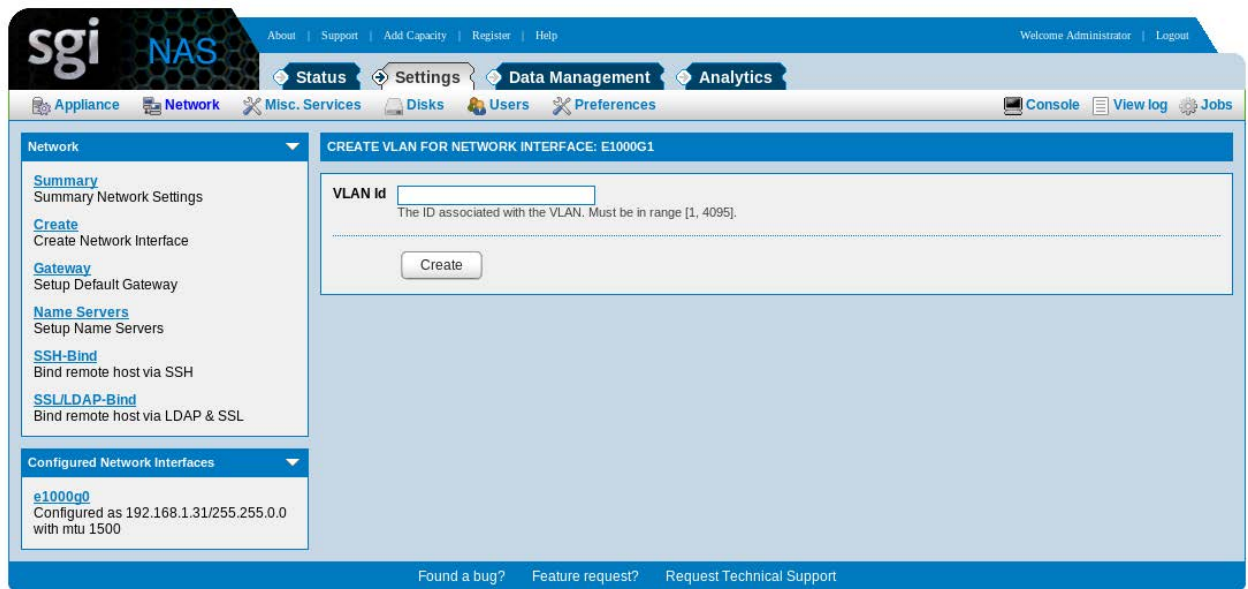 sgi NAS
About | Support | Add Capacity | Register | Help
Welcome Administrator | Logout
Status Settings Data Management Analytics
Appliance Network Misc. Services Disks Users Preferences
Console View log Jobs
Network
Summary
Summary Network Settings
Create
Create Network Interface
Gateway
Setup Default Gateway
Name Servers
Setup Name Servers
SSH-Bind
Bind remote host via SSH
SSL/LDAP-Bind
Bind remote host via LDAP & SSL
Configured Network Interfaces
e1000g0
Configured as 192.168.1.31/255.255.0.0
with mtu 1500
CREATE VLAN FOR NETWORK INTERFACE: E1000G1
VLAN Id
The ID associated with the VLAN. Must be in range [1, 4095].
Create
Found a bug? Feature request? Request Technical Support